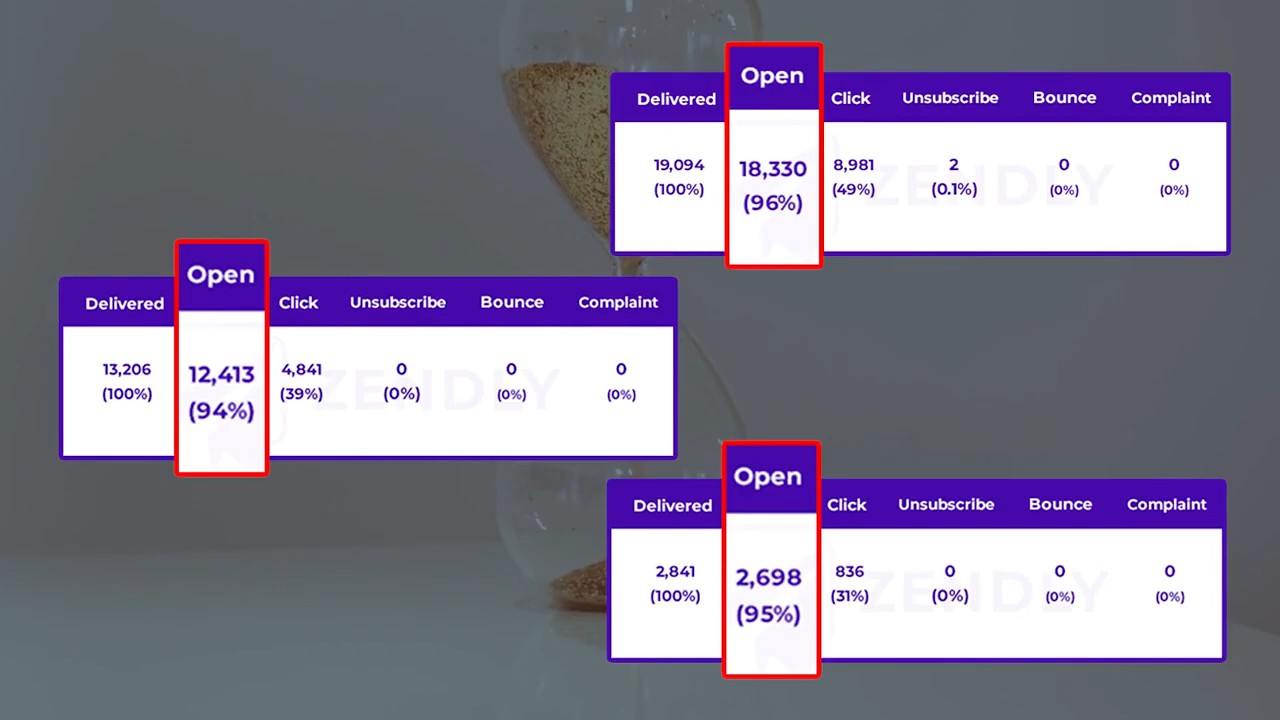 Delivered Open Click Unsubscribe Bounce Complaint
19,094 18,330 8,981 2 0 0
(100%) (96%) (49%) (0.1%) (0%) (0%)
ZENDLY
Delivered Open Click Unsubscribe Bounce Complaint
13,206 12,413 4,841 0 0 0
(100%) (94%) (39%) (0%) (0%) (0%)
ZENDLY
Delivered Open Click Unsubscribe Bounce Complaint
2,841 2,698 836 0 0 0
(100%) (95%) (31%) (0%) (0%) (0%)
ZENDLY